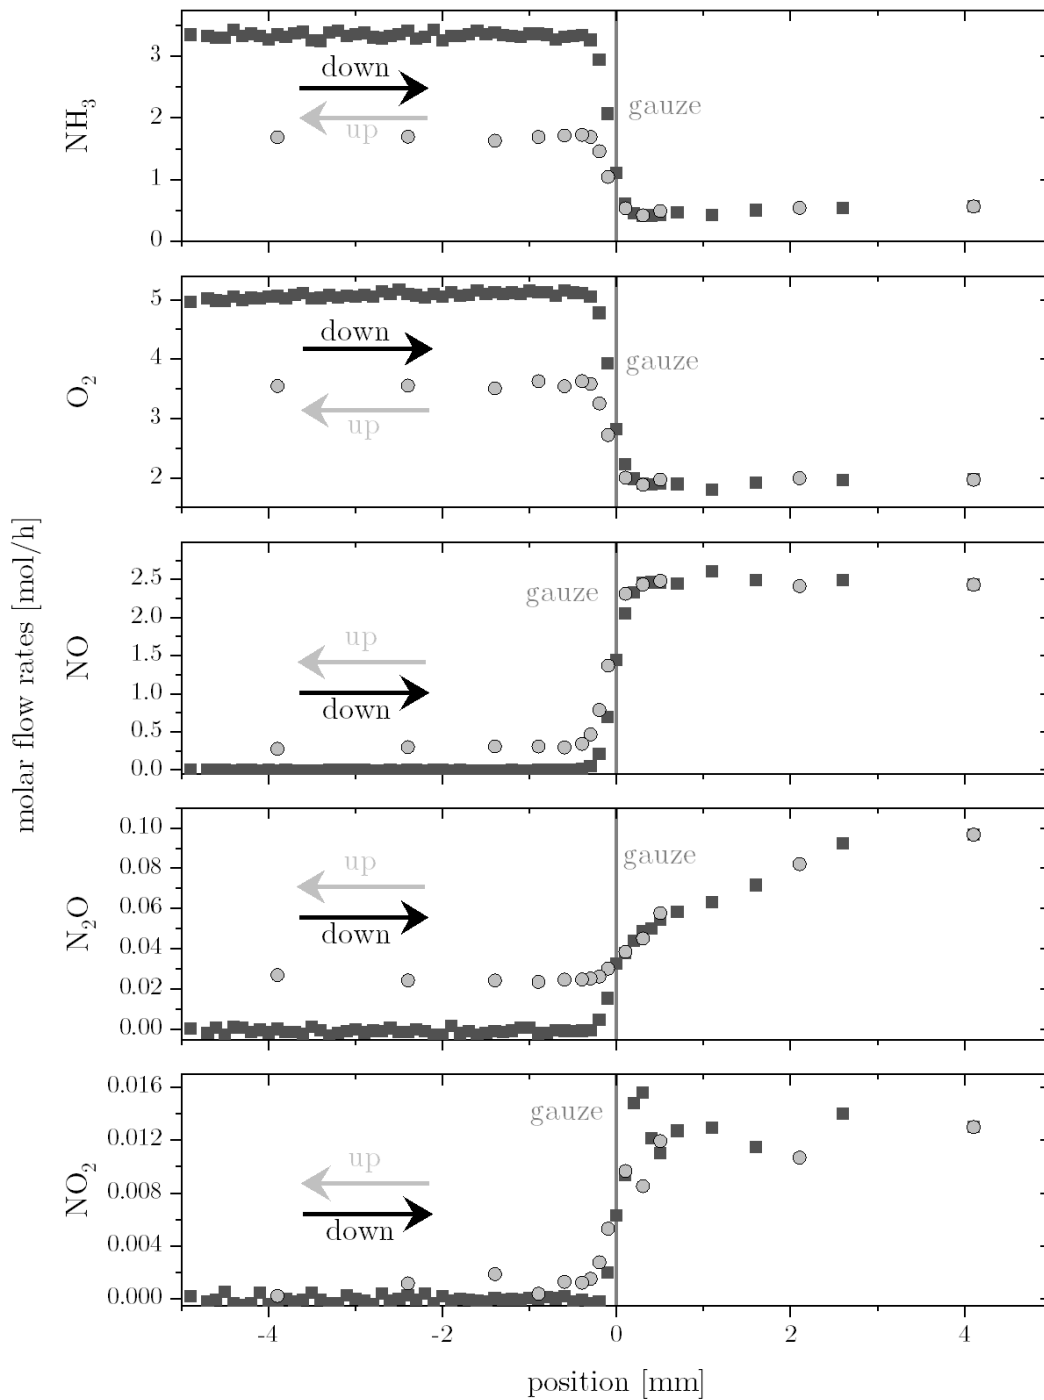 molar flow rates [mol/h]
NH3
3
2
1
0
down
up
gauze
O2
5
4
3
2
down
up
gauze
NO
2.5
2.0
1.5
1.0
0.5
0.0
gauze
up
down
N2O
0.10
0.08
0.06
0.04
0.02
0.00
gauze
up
down
NO2
0.016
0.012
0.008
0.004
0.000
gauze
up
down
-4 -2 0 2 4
position [mm]